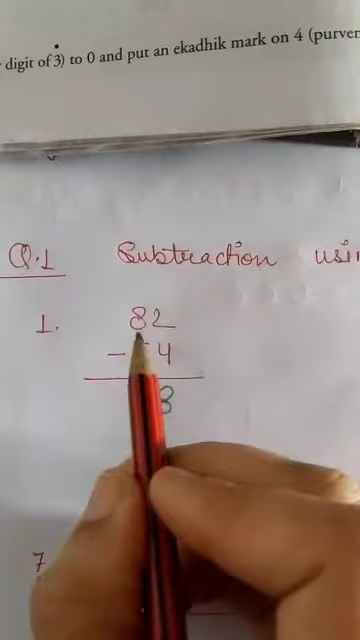 digit of 3) to 0 and put an ekadhik mark on 4 (purven
Q.1 Subtraction usin
1. 82
- 4
8
7